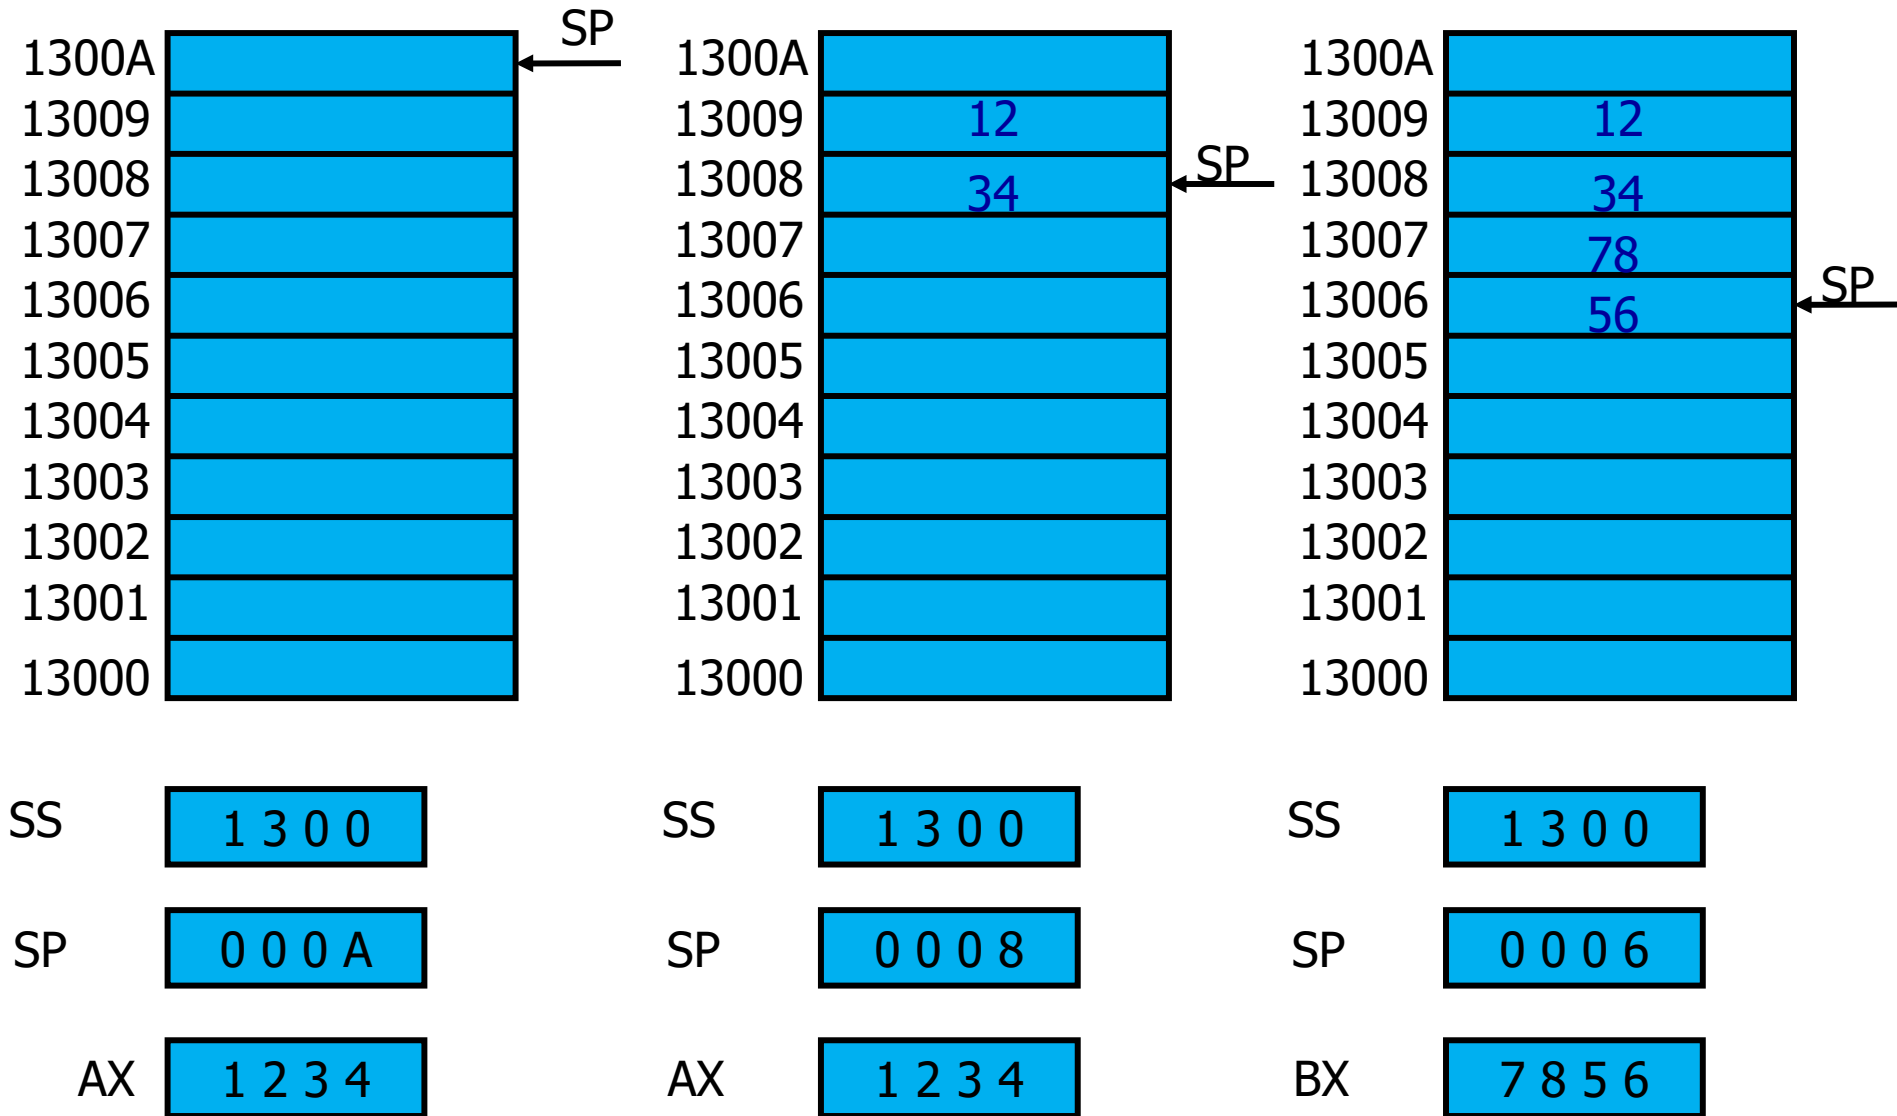 SP
1300A 1300A 1300A
13009 13009 12 13009 12
13008 13008 34 SP 13008 34
13007 13007 13007 78
13006 13006 13006 56 SP
13005 13005 13005
13004 13004 13004
13003 13003 13003
13002 13002 13002
13001 13001 13001
13000 13000 13000
SS 1 3 0 0 SS 1 3 0 0 SS 1 3 0 0
SP 0 0 0 A SP 0 0 0 8 SP 0 0 0 6
AX 1 2 3 4 AX 1 2 3 4 BX 7 8 5 6